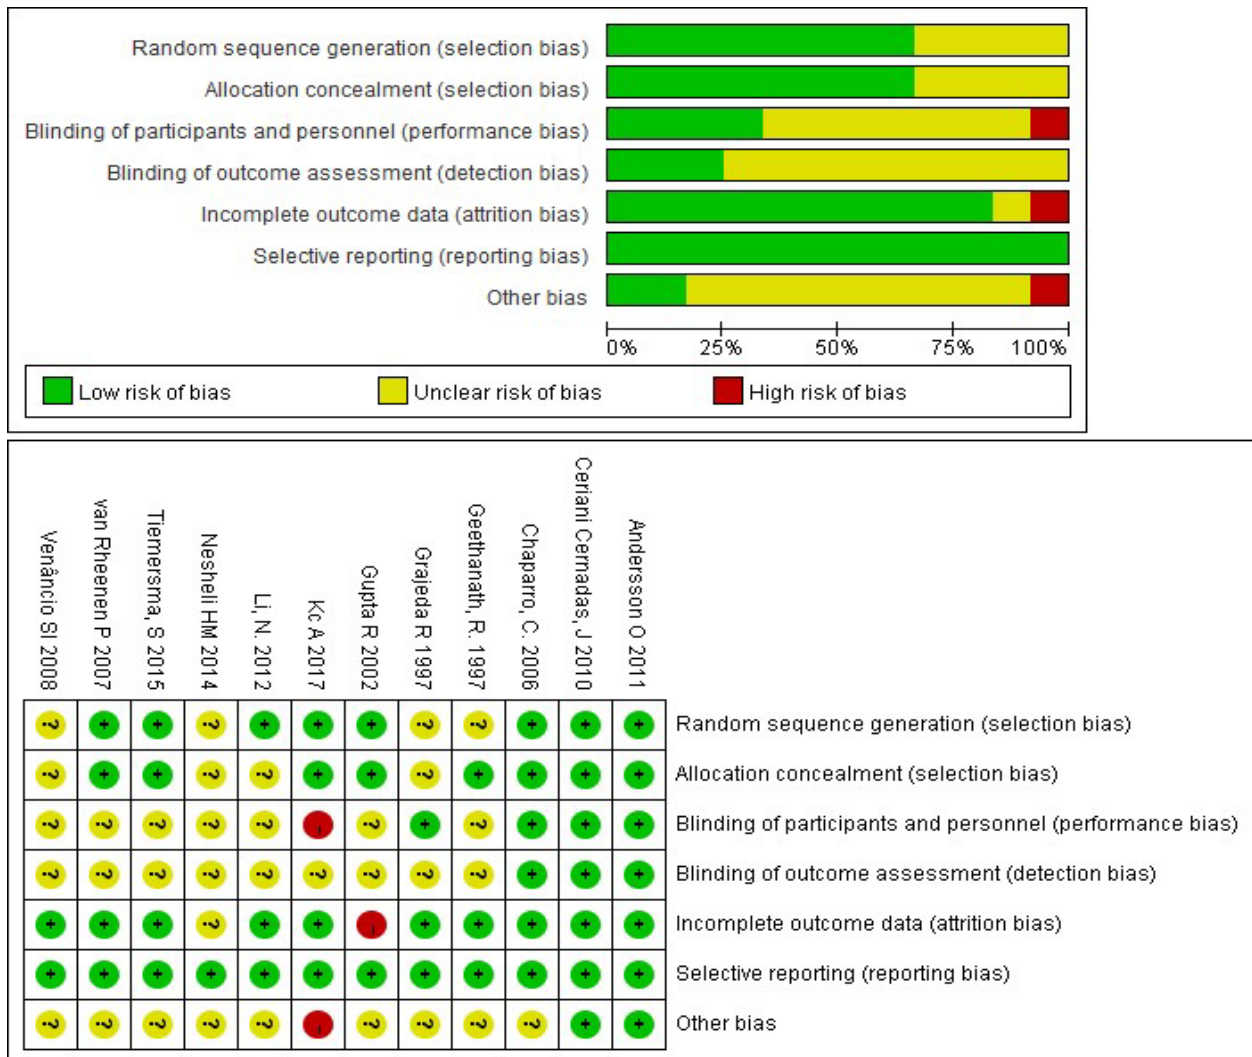 Random sequence generation (selection bias)
Allocation concealment (selection bias)
Blinding of participants and personnel (performance bias)
Blinding of outcome assessment (detection bias)
Incomplete outcome data (attrition bias)
Selective reporting (reporting bias)
Other bias
0% 25% 50% 75% 100%
Low risk of bias Unclear risk of bias High risk of bias
Venâncio SI 2008
van Rheenen P 2007
Tiemersma, S 2015
Nesheli HM 2014
Li, N. 2012
Kc A 2017
Gupta R 2002
Grajeda R 1997
Geethanath, R. 1997
Chaparro, C. 2006
Ceriani Cernadas, J 2010
Andersson O 2011
? + + ? + + + ? ? + + + Random sequence generation (selection bias)
? + + ? ? + + ? + + + + Allocation concealment (selection bias)
? ? ? ? ? - ? + ? + + + Blinding of participants and personnel (performance bias)
? ? ? ? ? ? ? ? ? + + + Blinding of outcome assessment (detection bias)
+ + + ? + + - + + + + + Incomplete outcome data (attrition bias)
+ + + + + + + + + + + + Selective reporting (reporting bias)
? ? ? ? ? - ? ? ? ? + + Other bias